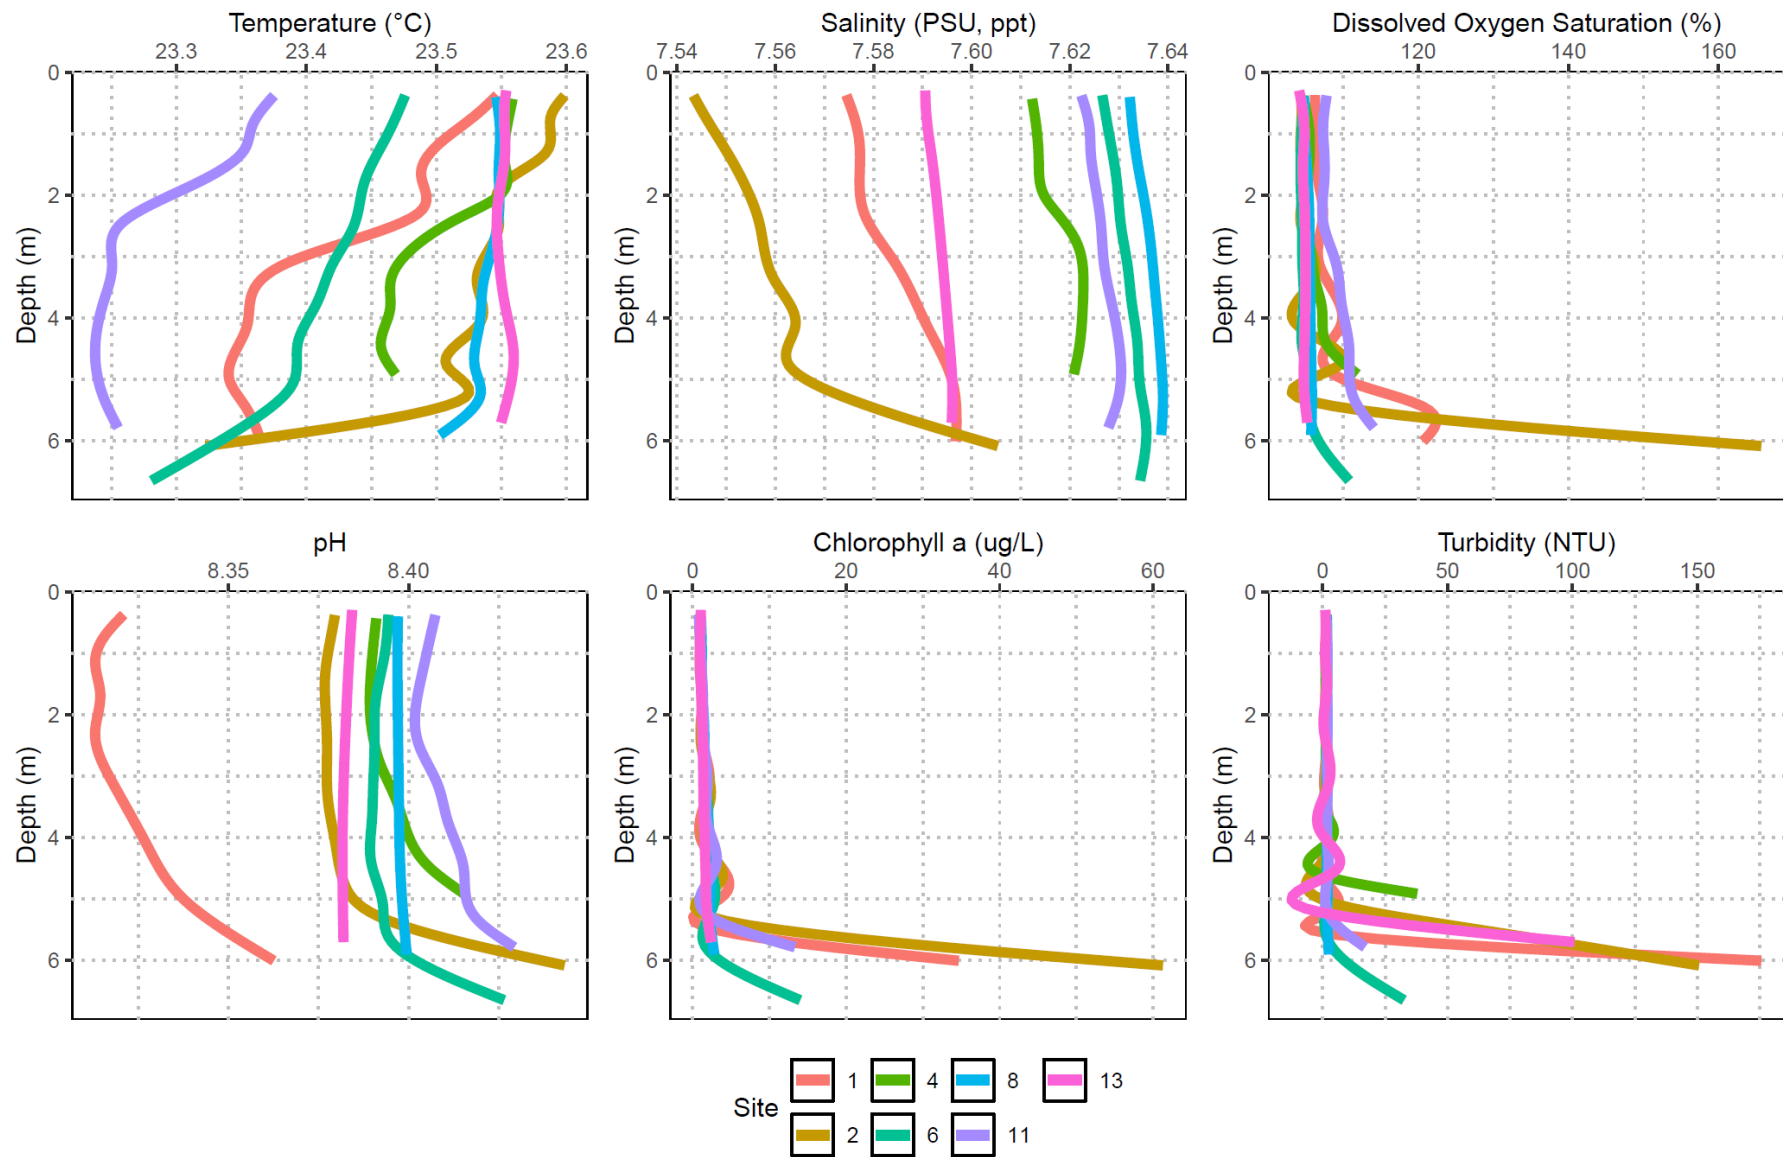 Temperature (°C) Salinity (PSU, ppt) Dissolved Oxygen Saturation (%)
23.3 23.4 23.5 23.6 7.54 7.56 7.58 7.60 7.62 7.64 120 140 160
0 0 0
2 2 2
Depth (m) Depth (m) Depth (m)
4 4 4
6 6 6
pH Chlorophyll a (ug/L) Turbidity (NTU)
8.35 8.40 0 20 40 60 0 50 100 150
0 0 0
2 2 2
Depth (m) Depth (m) Depth (m)
4 4 4
6 6 6
Site
1 4 8 13
2 6 11